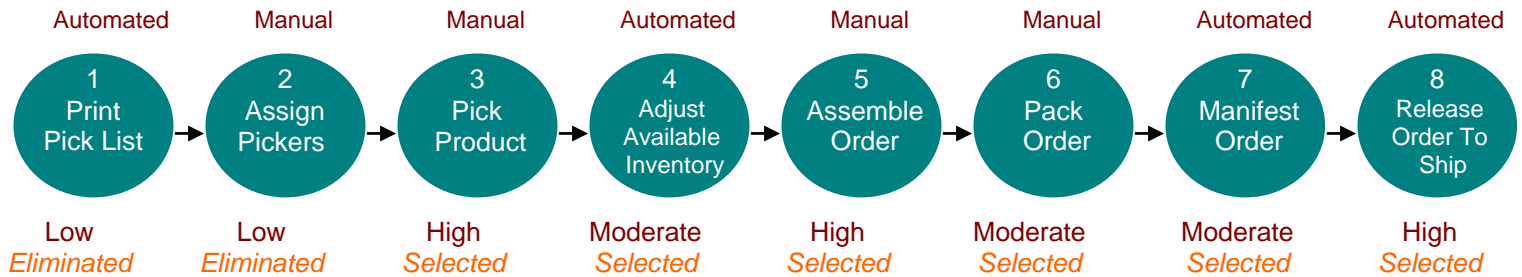 Automated Manual Manual Automated Manual Manual Automated Automated
1
Print
Pick List
2
Assign
Pickers
3
Pick
Product
4
Adjust
Available
Inventory
5
Assemble
Order
6
Pack
Order
7
Manifest
Order
8
Release
Order To
Ship
Low Low High Moderate High Moderate Moderate High
Eliminated Eliminated Selected Selected Selected Selected Selected Selected